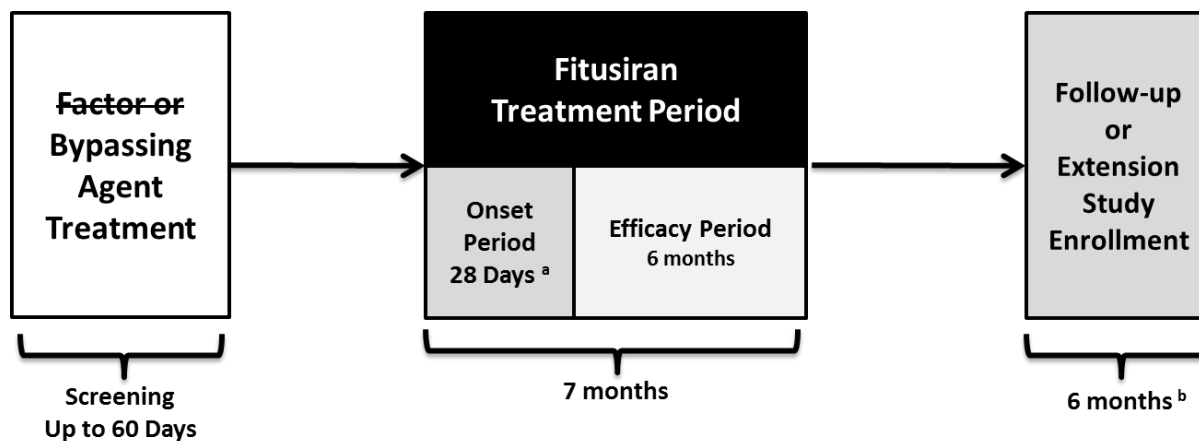 Factor or
Bypassing
Agent
Treatment
Screening
Up to 60 Days
Fitusiran
Treatment Period
Onset
Period
28 Days a
Efficacy Period
6 months
7 months
Follow-up
or
Extension
Study
Enrollment
6 months b